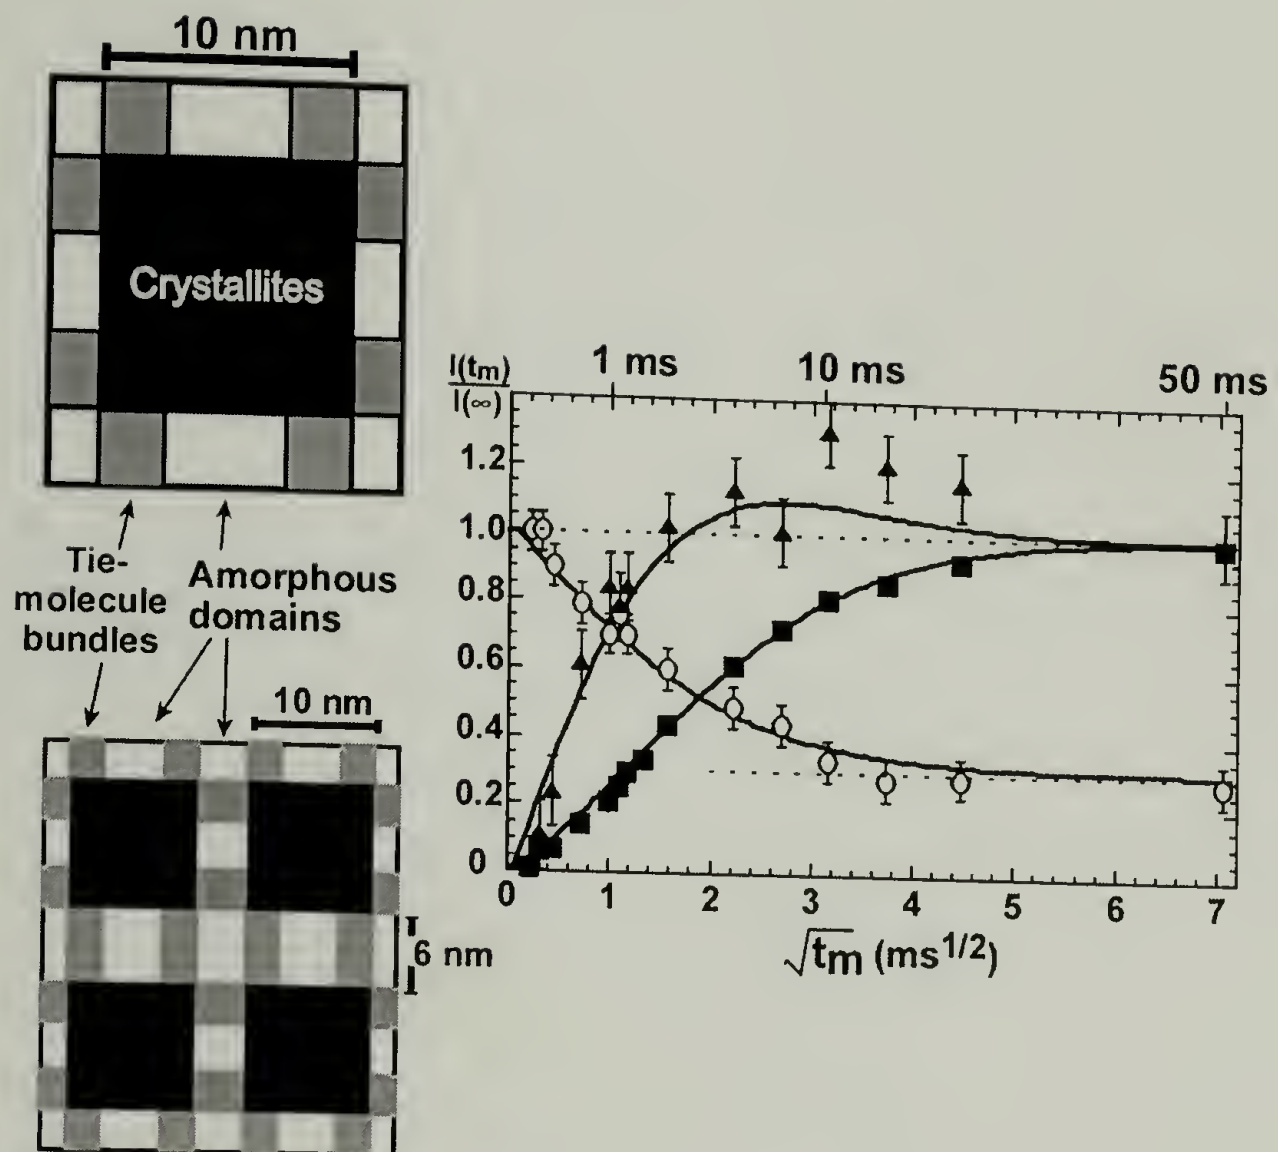 10 nm
Crystallites
Tie-
molecule
bundles
Amorphous
domains
10 nm
6 nm
I(tm)
I(∞)
1 ms
10 ms
50 ms
1.2
1.0
0.8
0.6
0.4
0.2
0
0 1 2 3 4 5 6 7
√tm (ms1/2)